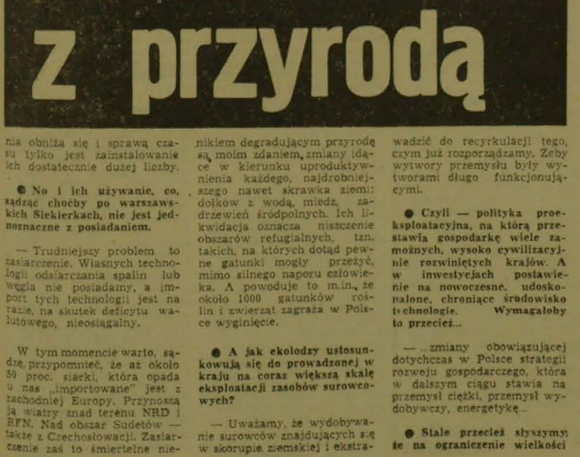 z przyrodą
nia obniża się i sprawą cza-
su tylko jest zainstalowanie
ich dostatecznie dużej liczby.
● No i ich używanie, co,
sądząc choćby po warszaws-
kich Siekierkach, nie jest jed-
noznaczne z posiadaniem.
— Trudniejszy problem to
zasiarczenie. Własnych techno-
logii odsiarczania spalin lub
węgla nie posiadamy, a im-
port tych technologii jest na
razie, na skutek deficytu wa-
lutowego, nieosiągalny.
W tym momencie warto, są-
dzę, przypomnieć, że aż około
50 proc. siarki, która opada
u nas „importowane" jest z
zachodniej Europy. Przynoszą
ją wiatry znad terenu NRD i
RFN. Nad obszar Sudetów —
także z Czechosłowacji. Zasiar-
czenie zaś to śmiertelne nie-
nikiem degradującym przyrodę
są, moim zdaniem, zmiany idą-
ce w kierunku uproduktyw-
nienia każdego, najdrobniej-
szego nawet skrawka ziemi:
dołków z wodą, miedz, za-
drzewień śródpolnych. Ich li-
kwidacja oznacza niszczenie
obszarów refugialnych, tzn.
takich, na których dotąd pew-
ne gatunki mogły przeżyć,
mimo silnego naporu człowie-
ka. A powoduje to m.in., że
około 1000 gatunków roś-
lin i zwierząt zagraża w Pols-
ce wyginięcie.
● A jak ekolodzy ustosun-
kowują się do prowadzonej w
kraju na coraz większą skalę
eksploatacji zasobów surowco-
wych?
— Uważamy, że wydobywa-
nie surowców znajdujących się
w skorupie ziemskiej i ekstra-
wadzić do recyrkulacji tego,
czym już rozporządzamy. Żeby
wytwory przemysłu były wy-
tworami długo funkcjonują-
cymi.
● Czyli — polityka proe-
ksploatacyjna, na którą prze-
stawia gospodarkę wiele za-
możnych, wysoko cywilizacyj-
nie rozwiniętych krajów. A
w inwestycjach postawie-
nie na nowoczesne, udosko-
nalone, chroniące środowisko
technologie. Wymagałoby
to przecież...
— ...zmiany obowiązującej
dotychczas w Polsce strategii
rozwoju gospodarczego, która
w dalszym ciągu stawia na
przemysł ciężki, przemysł wy-
dobywczy, energetykę...
● Stale przecież słyszymy,
że na ograniczenie wielkości